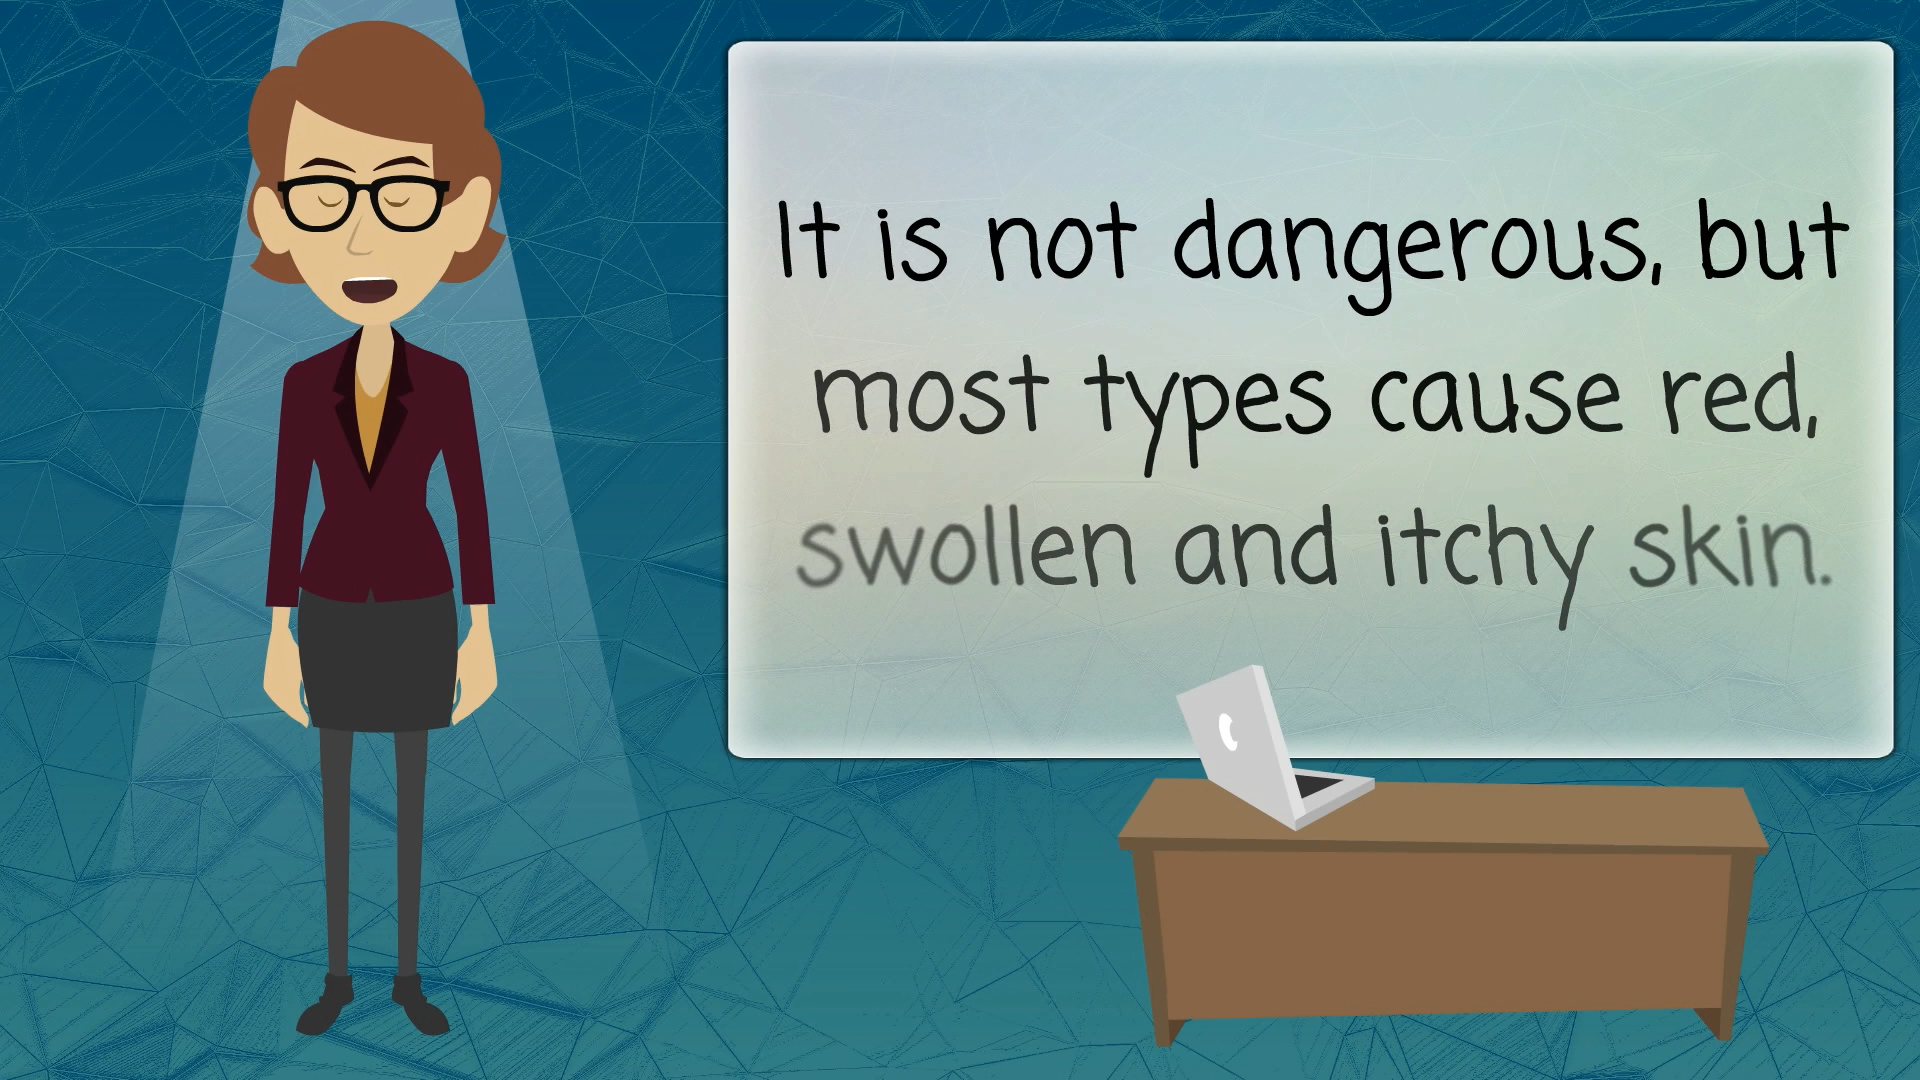 It is not dangerous, but
most types cause red,
swollen and itchy skin.